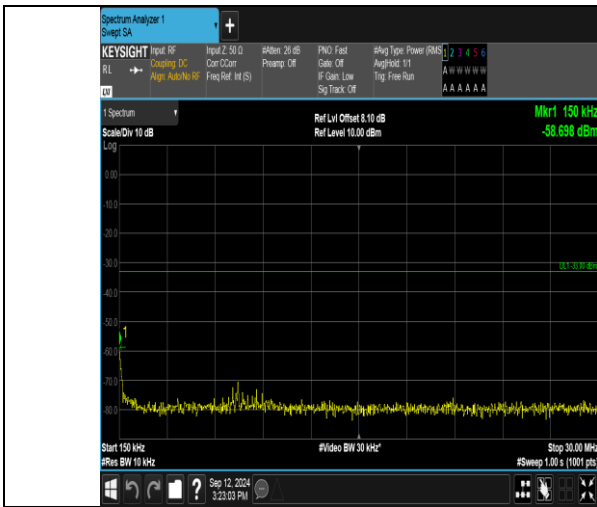 Spectrum Analyzer 1
Swept SA
+
KEYSIGHT
RL
LXI
Input: RF
Coupling: DC
Align: Auto/No RF
Input Z: 50 Ω
Corr CCorr
Freq Ref: Int (S)
#Atten: 26 dB
Preamp: Off
PNO: Fast
Gate: Off
IF Gain: Low
Sig Track: Off
#Avg Type: Power (RMS
Avg|Hold: 1/1
Trig: Free Run
1 2 3 4 5 6
A W W W W W
A A A A A A
1 Spectrum
Scale/Div 10 dB
Log
Ref Lvl Offset 8.10 dB
Ref Level 10.00 dBm
Mkr1 150 kHz
-58.698 dBm
0.00
-10.0
-20.0
-30.0
DL1 -33.00 dBm
-40.0
-50.0
1
-60.0
-70.0
-80.0
Start 150 kHz
#Res BW 10 kHz
#Video BW 30 kHz*
Stop 30.00 MHz
#Sweep 1.00 s (1001 pts)
?
Sep 12, 2024
3:23:03 PM